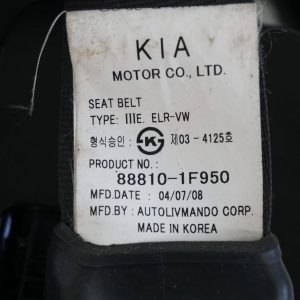 KIA
MOTOR CO., LTD.
SEAT BELT
TYPE: IIIE. ELR-VW
형식승인: K 제03-4125호
PRODUCT NO.:
88810-1F950
MFD.DATE: 04/07/08
MFD.BY: AUTOLIVMANDO CORP.
MADE IN KOREA